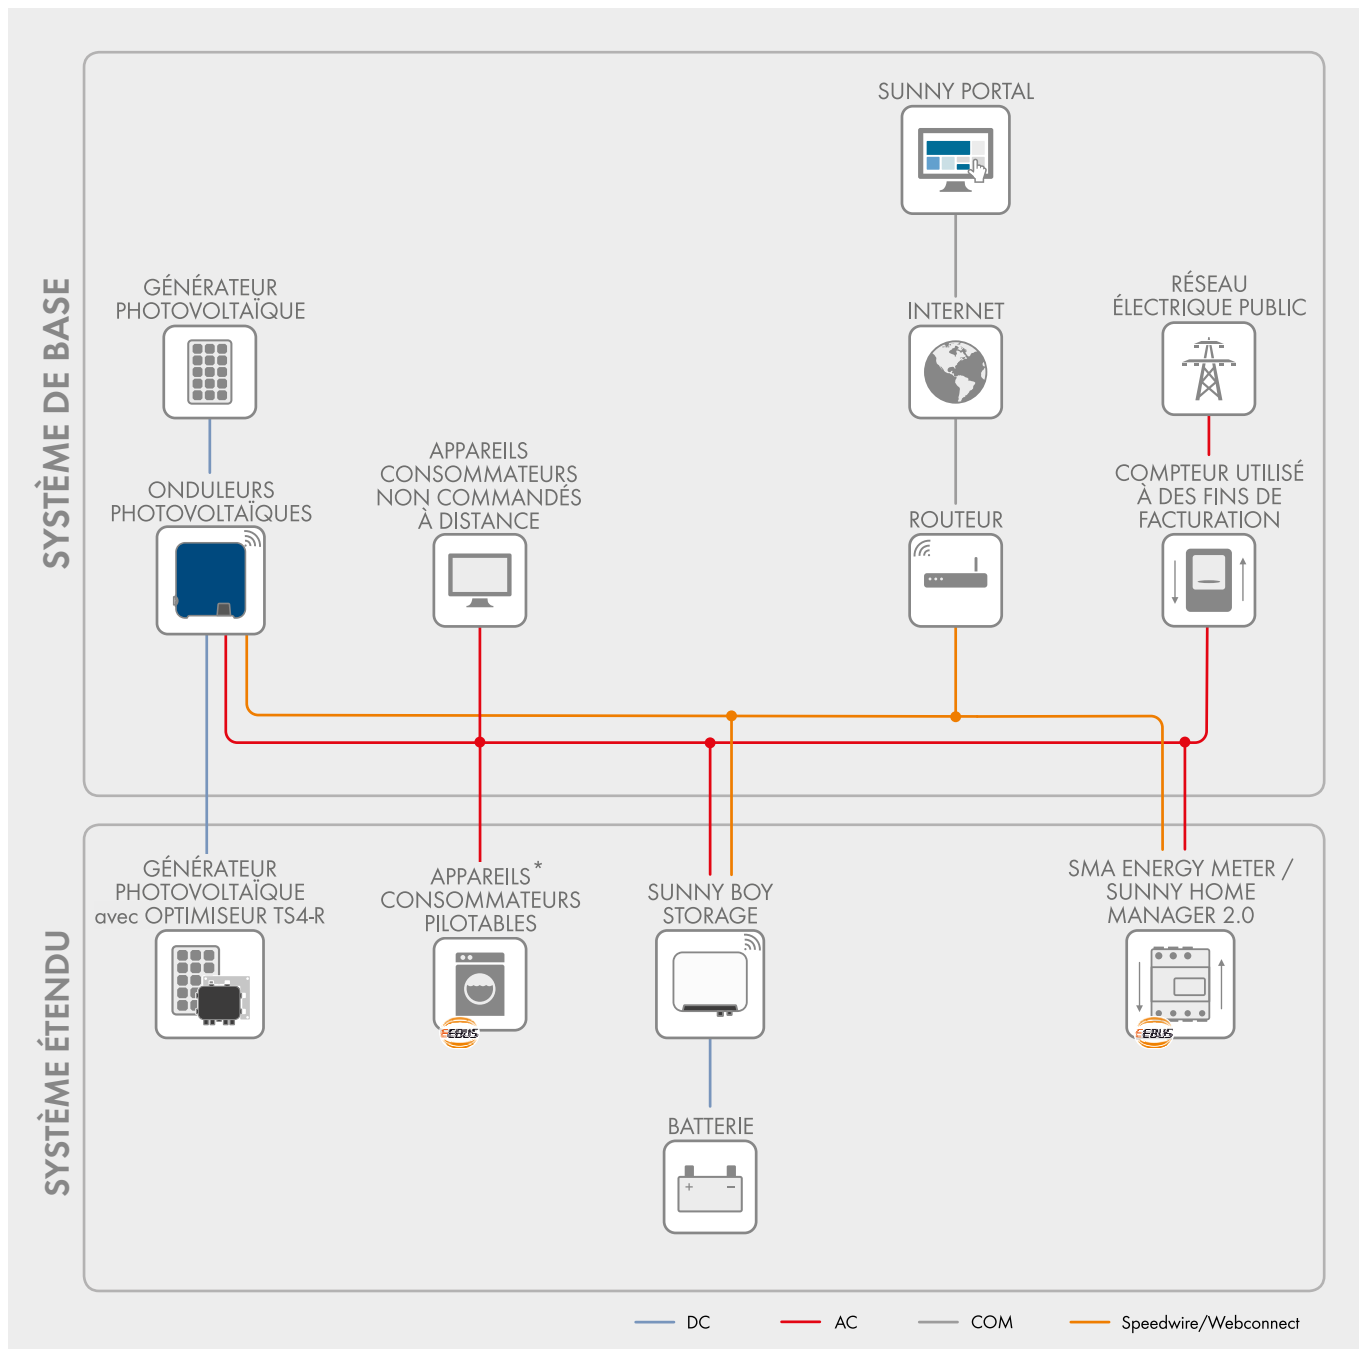 SYSTÈME DE BASE
SUNNY PORTAL
GÉNÉRATEUR
PHOTOVOLTAÏQUE
INTERNET
RÉSEAU
ÉLECTRIQUE PUBLIC
ONDULEURS
PHOTOVOLTAÏQUES
APPAREILS
CONSOMMATEURS
NON COMMANDÉS
À DISTANCE
ROUTEUR
COMPTEUR UTILISÉ
À DES FINS DE
FACTURATION
SYSTÈME ÉTENDU
GÉNÉRATEUR
PHOTOVOLTAÏQUE
avec OPTIMISEUR TS4-R
APPAREILS*
CONSOMMATEURS
PILOTABLES
EEBUS
SUNNY BOY
STORAGE
SMA ENERGY METER /
SUNNY HOME
MANAGER 2.0
EEBUS
BATTERIE
+ −
DC
AC
COM
Speedwire/Webconnect